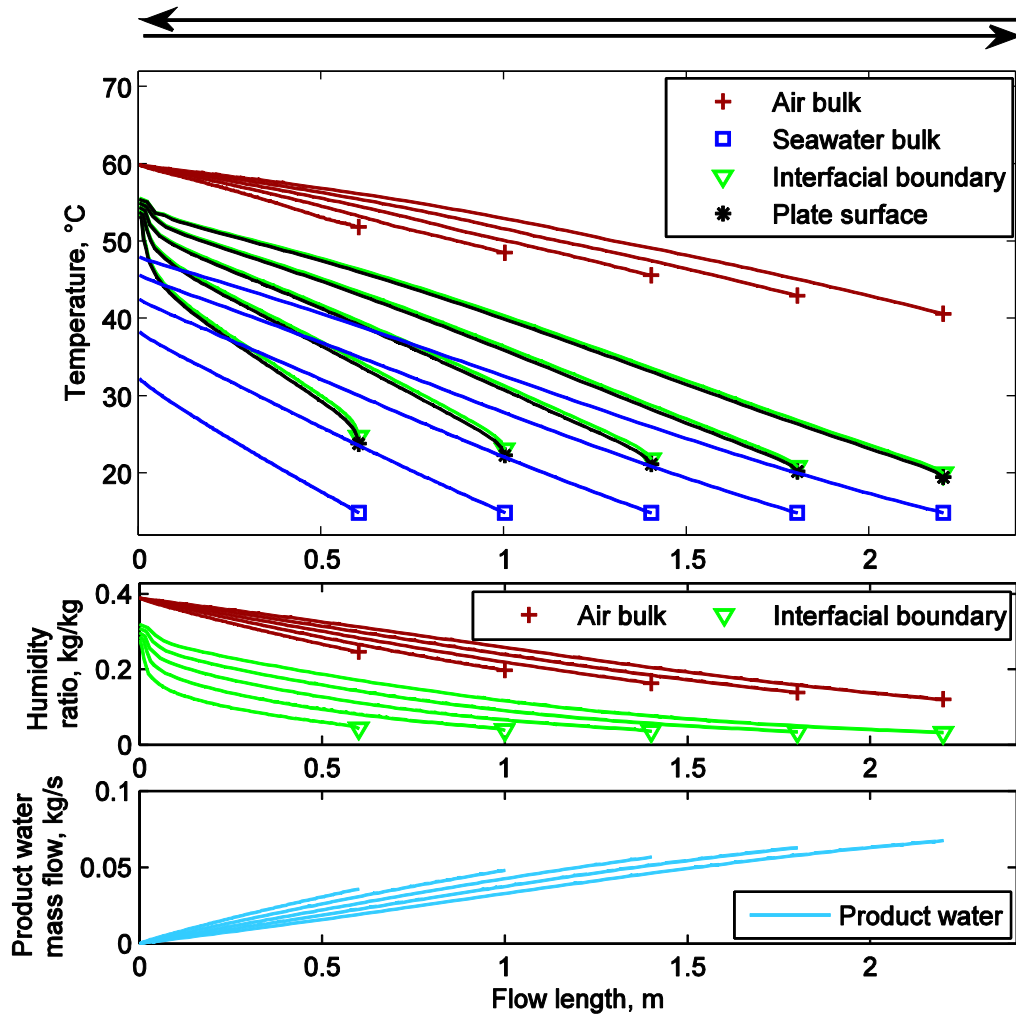 70
60
50
40
30
20
Temperature, °C
Air bulk
Seawater bulk
Interfacial boundary
Plate surface
0 0.5 1 1.5 2
0.4
0.2
0
Humidity
ratio, kg/kg
Air bulk Interfacial boundary
0 0.5 1 1.5 2
0.1
0.05
0
Product water
mass flow, kg/s
Product water
0 0.5 1 1.5 2
Flow length, m